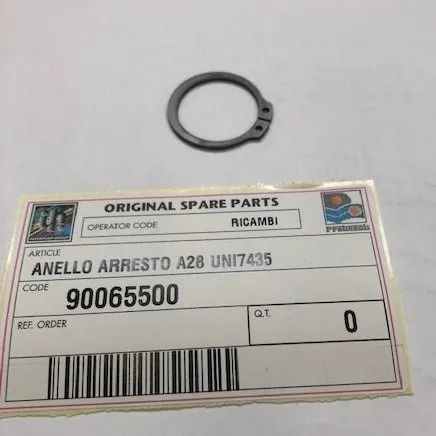 ORIGINAL SPARE PARTS
OPERATOR CODE RICAMBI
ARTICLE
ANELLO ARRESTO A28 UNI7435
CODE
90065500
REF. ORDER
Q.T. 0